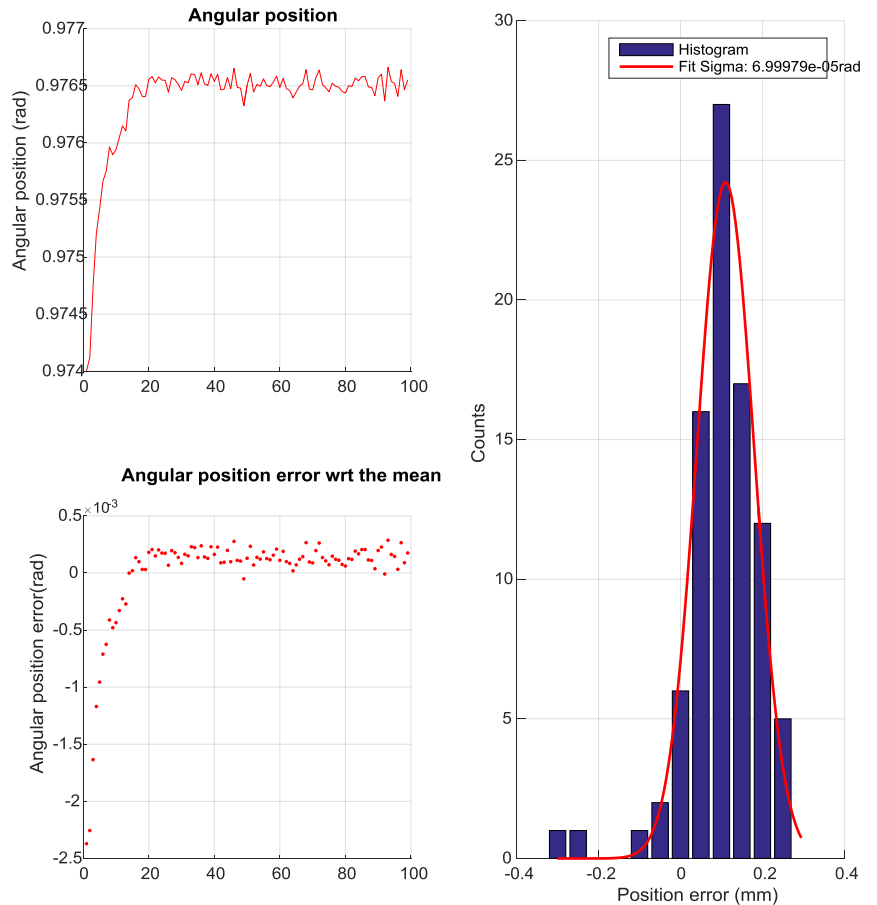 Angular position
0.977
0.9765
0.976
0.9755
0.975
0.9745
0.974
Angular position (rad)
0 20 40 60 80 100
Angular position error wrt the mean
×10-3
0.5
0
-0.5
-1
-1.5
-2
-2.5
Angular position error(rad)
0 20 40 60 80 100
30
25
20
15
10
5
0
Counts
Histogram
Fit Sigma: 6.99979e-05rad
-0.4 -0.2 0 0.2 0.4
Position error (mm)